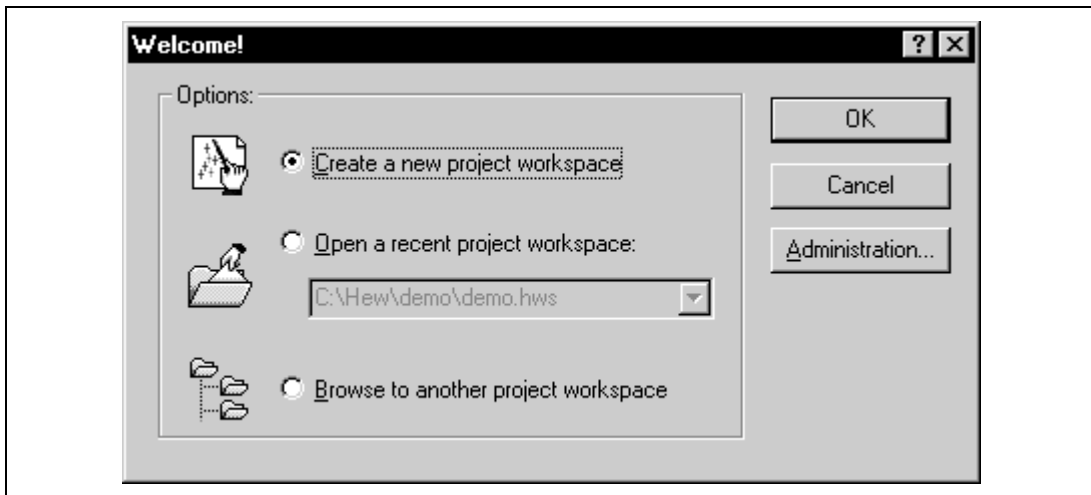 Welcome!
Options:
Create a new project workspace
Open a recent project workspace:
C:\Hew\demo\demo.hws
Browse to another project workspace
OK
Cancel
Administration...